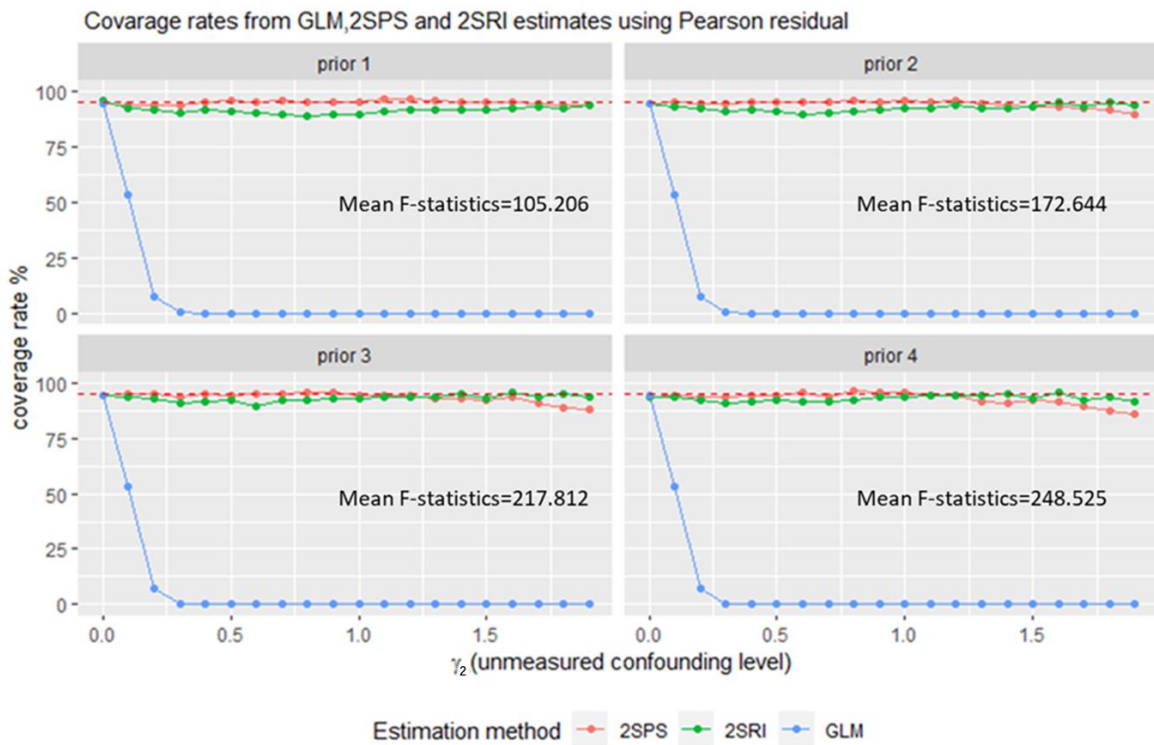 Covarage rates from GLM,2SPS and 2SRI estimates using Pearson residual
prior 1
prior 2
100
75
50
25
0
Mean F-statistics=105.206
Mean F-statistics=172.644
coverage rate %
prior 3
prior 4
100
75
50
25
0
Mean F-statistics=217.812
Mean F-statistics=248.525
0.0 0.5 1.0 1.5
0.0 0.5 1.0 1.5
γ₂ (unmeasured confounding level)
Estimation method 2SPS 2SRI GLM